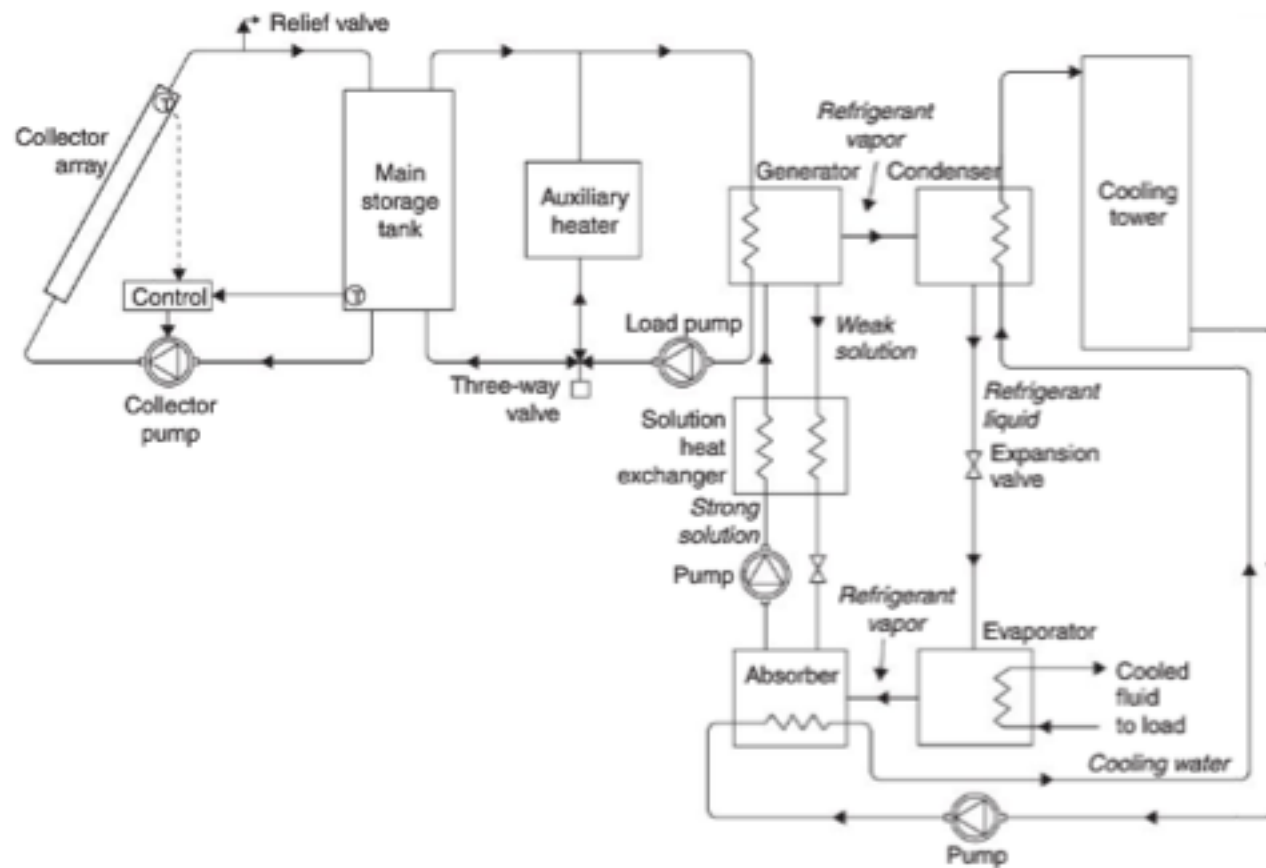 Relief valve
Collector
array
Main
storage
tank
Auxiliary
heater
Refrigerant
vapor
Generator
Condenser
Cooling
tower
T
Control
T
Load pump
Weak
solution
Three-way
valve
Collector
pump
Solution
heat
exchanger
Refrigerant
liquid
Expansion
valve
Strong
solution
Pump
Refrigerant
vapor
Evaporator
Absorber
Cooled
fluid
to load
Cooling water
Pump